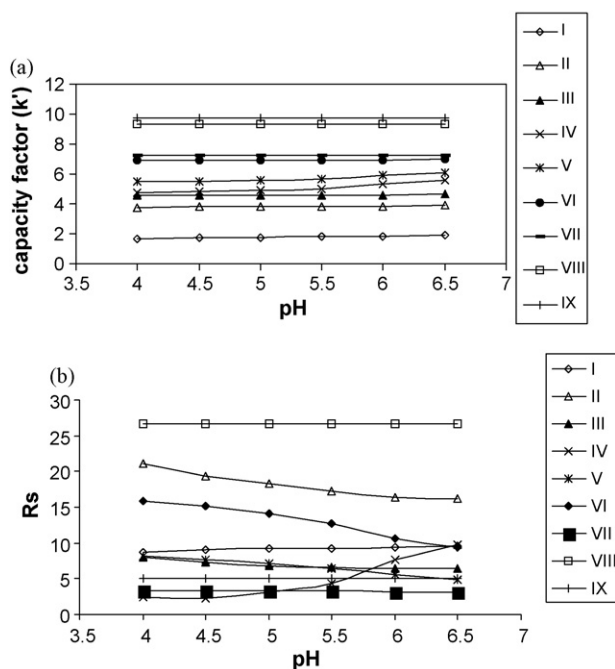 (a)
capacity factor (k')
12
10
8
6
4
2
0
3.5 4 4.5 5 5.5 6 6.5 7
pH
I
II
III
IV
V
VI
VII
VIII
IX
(b)
Rs
30
25
20
15
10
5
0
3.5 4 4.5 5 5.5 6 6.5 7
pH
I
II
III
IV
V
VI
VII
VIII
IX